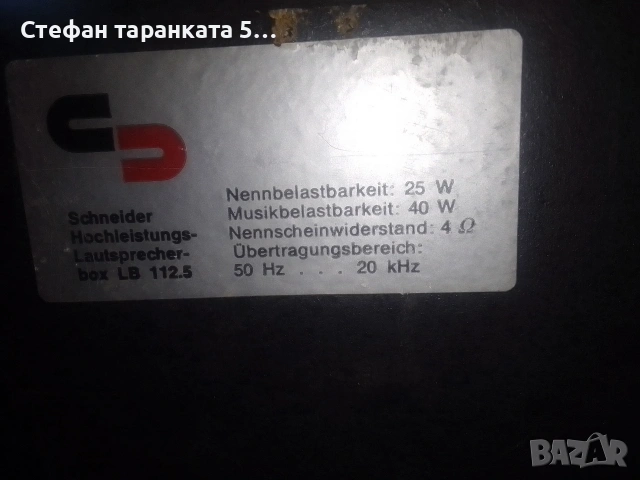 Стефан таранката 5...
Schneider
Hochleistungs-
Lautsprecher-
box LB 112.5
Nennbelastbarkeit: 25 W
Musikbelastbarkeit: 40 W
Nennscheinwiderstand: 4 Ω
Übertragungsbereich:
50 Hz . . . 20 kHz
BAZAR